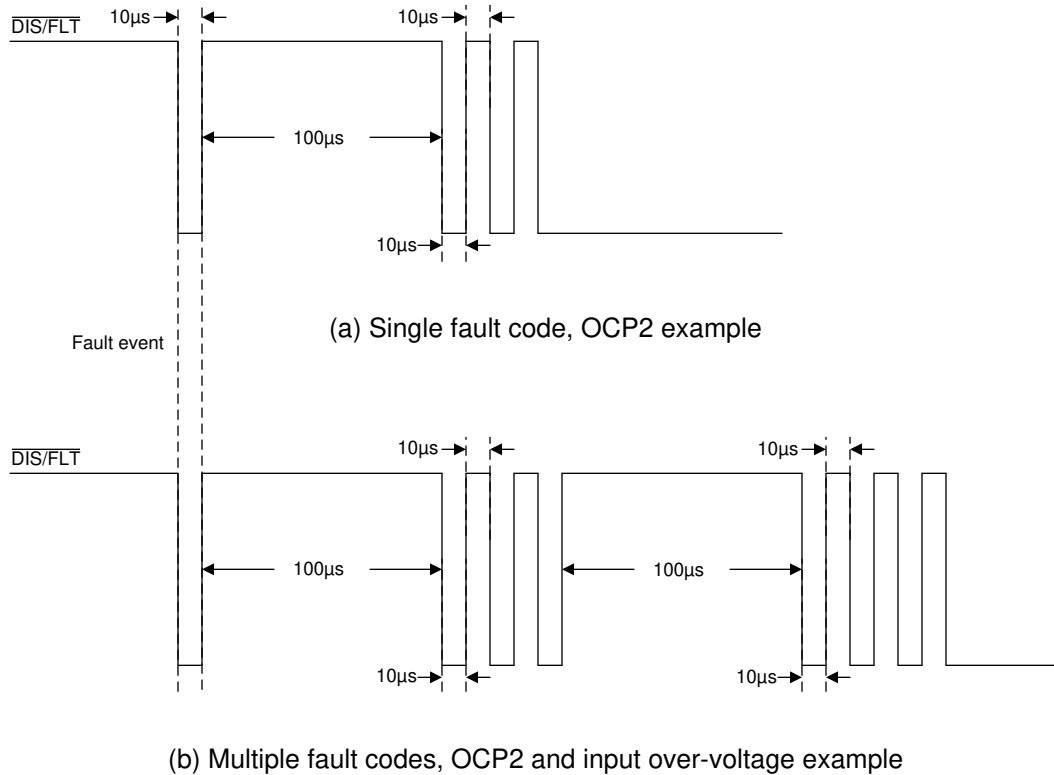 10µs
DIS/FLT
10µs
100µs
10µs
(a) Single fault code, OCP2 example
Fault event
DIS/FLT
10µs
10µs
100µs
100µs
10µs
10µs
(b) Multiple fault codes, OCP2 and input over-voltage example